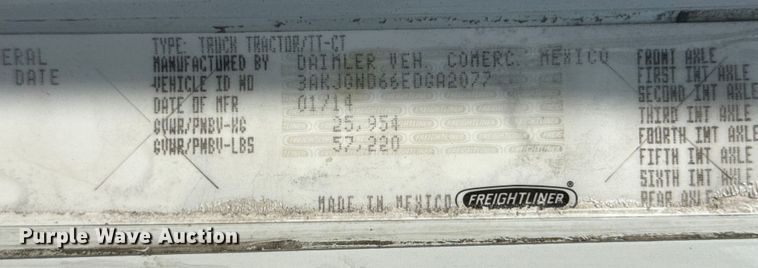 ERAL
DATE
TYPE: TRUCK TRACTOR/TT-CT
MANUFACTURED BY DAIMLER VEH. COMERC. MEXICO
VEHICLE ID NO 3AKJGND66EDGA2077
DATE OF MFR 01/14
GVWR/PNBV-KG 25,954
GVWR/PNBV-LBS 57,220
MADE IN MEXICO FREIGHTLINER®
FRONT AXLE
FIRST INT AXLE
SECOND INT AXLE
THIRD INT AXLE
FOURTH INT AXLE
FIFTH INT AXLE
SIXTH INT AXLE
REAR AXLE
Purple Wave Auction